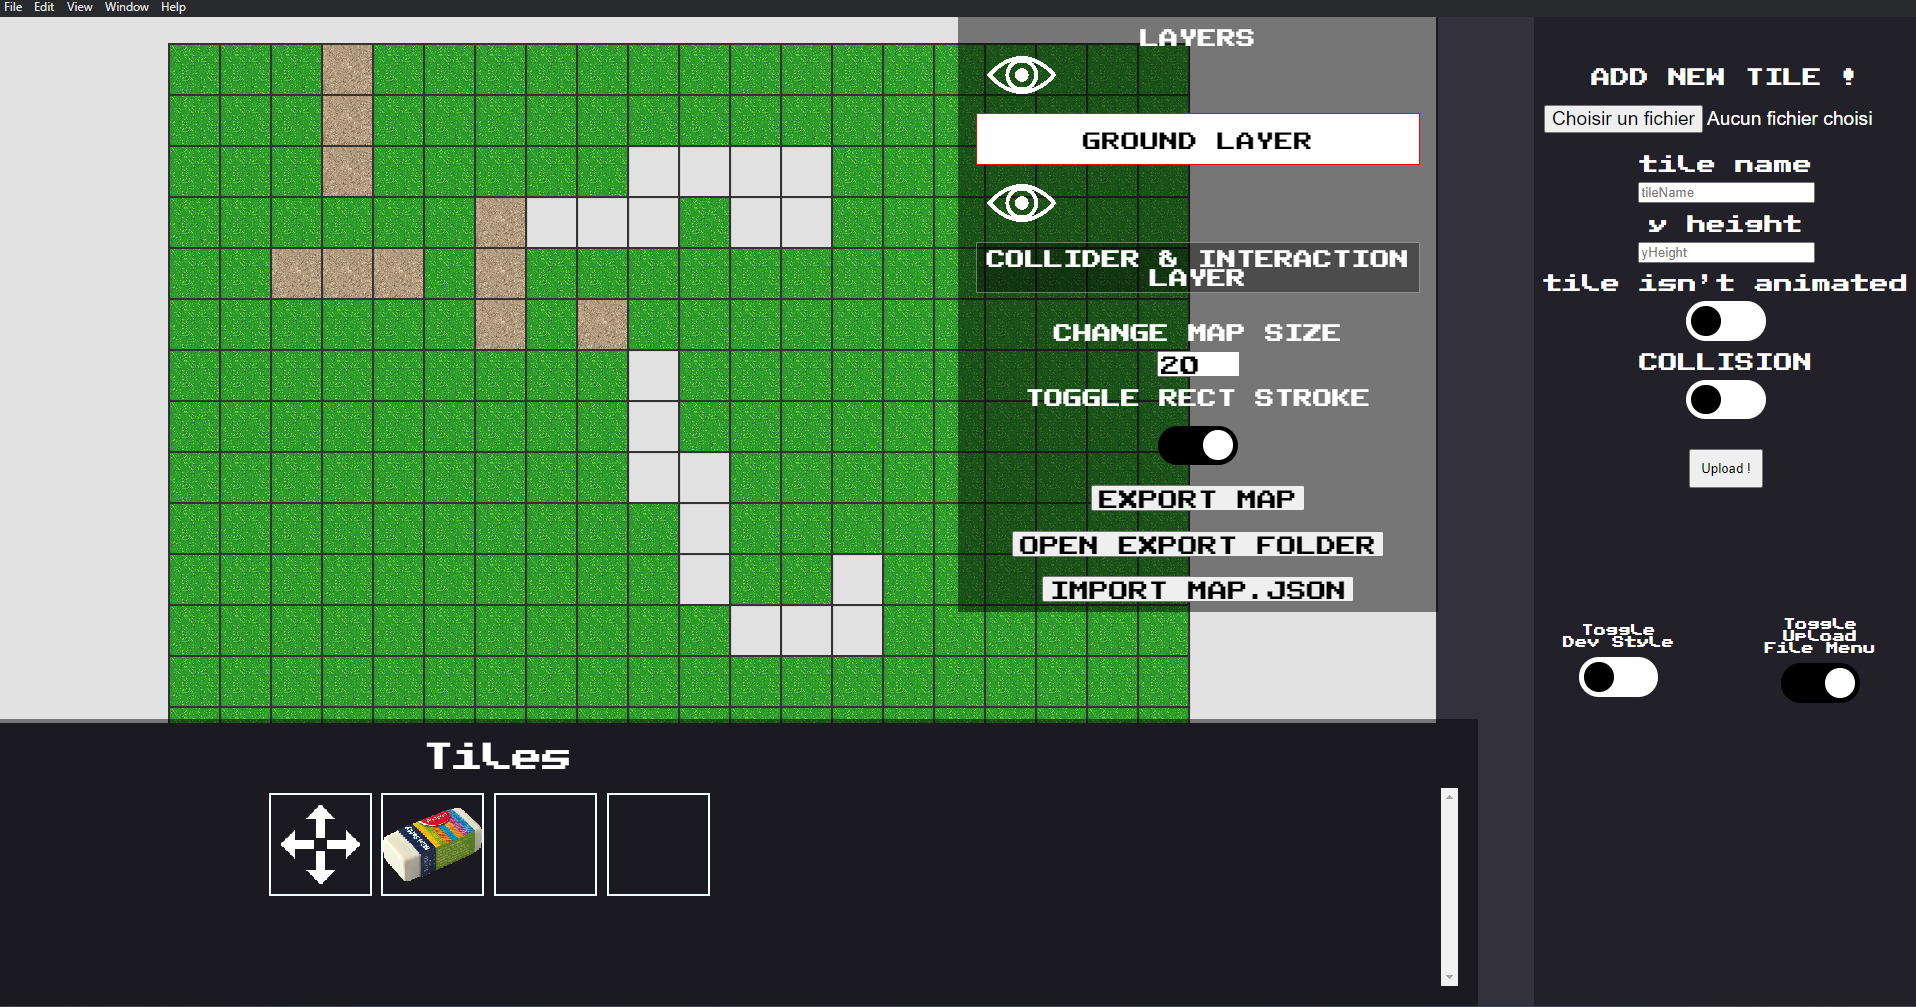 File Edit View Window Help
LAYERS
GROUND LAYER
COLLIDER & INTERACTION
LAYER
CHANGE MAP SIZE
20
TOGGLE RECT STROKE
EXPORT MAP
OPEN EXPORT FOLDER
IMPORT MAP.JSON
ADD NEW TILE !
Choisir un fichier Aucun fichier choisi
tile name
tileName
y height
yHeight
tile isn't animated
COLLISION
Upload !
Toggle
Dev Style
Toggle
Upload
File Menu
Tiles